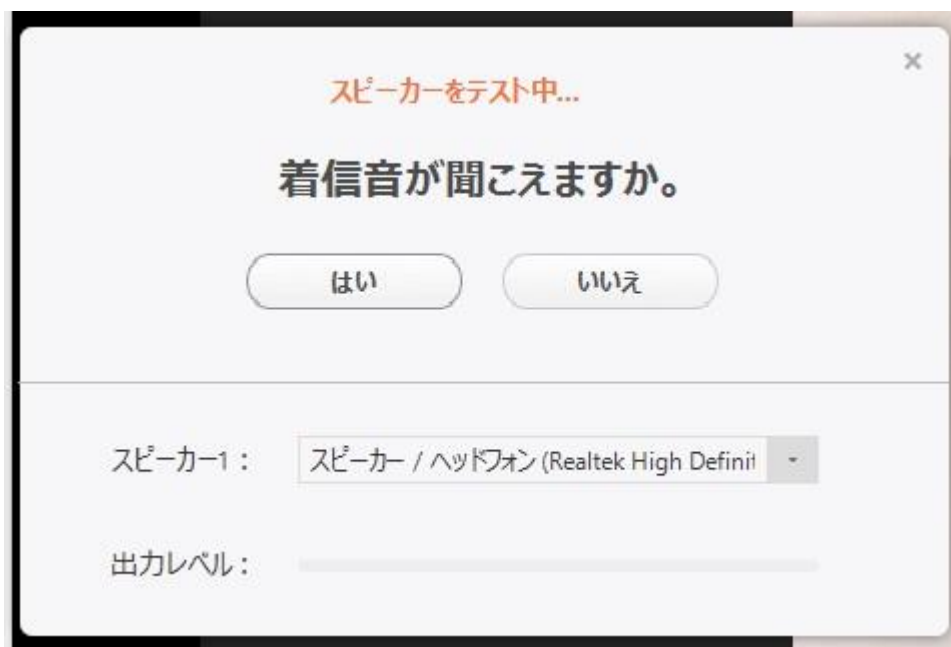 スピーカーをテスト中...
着信音が聞こえますか。
はい
いいえ
スピーカー1：
スピーカー / ヘッドフォン (Realtek High Definit
出力レベル：